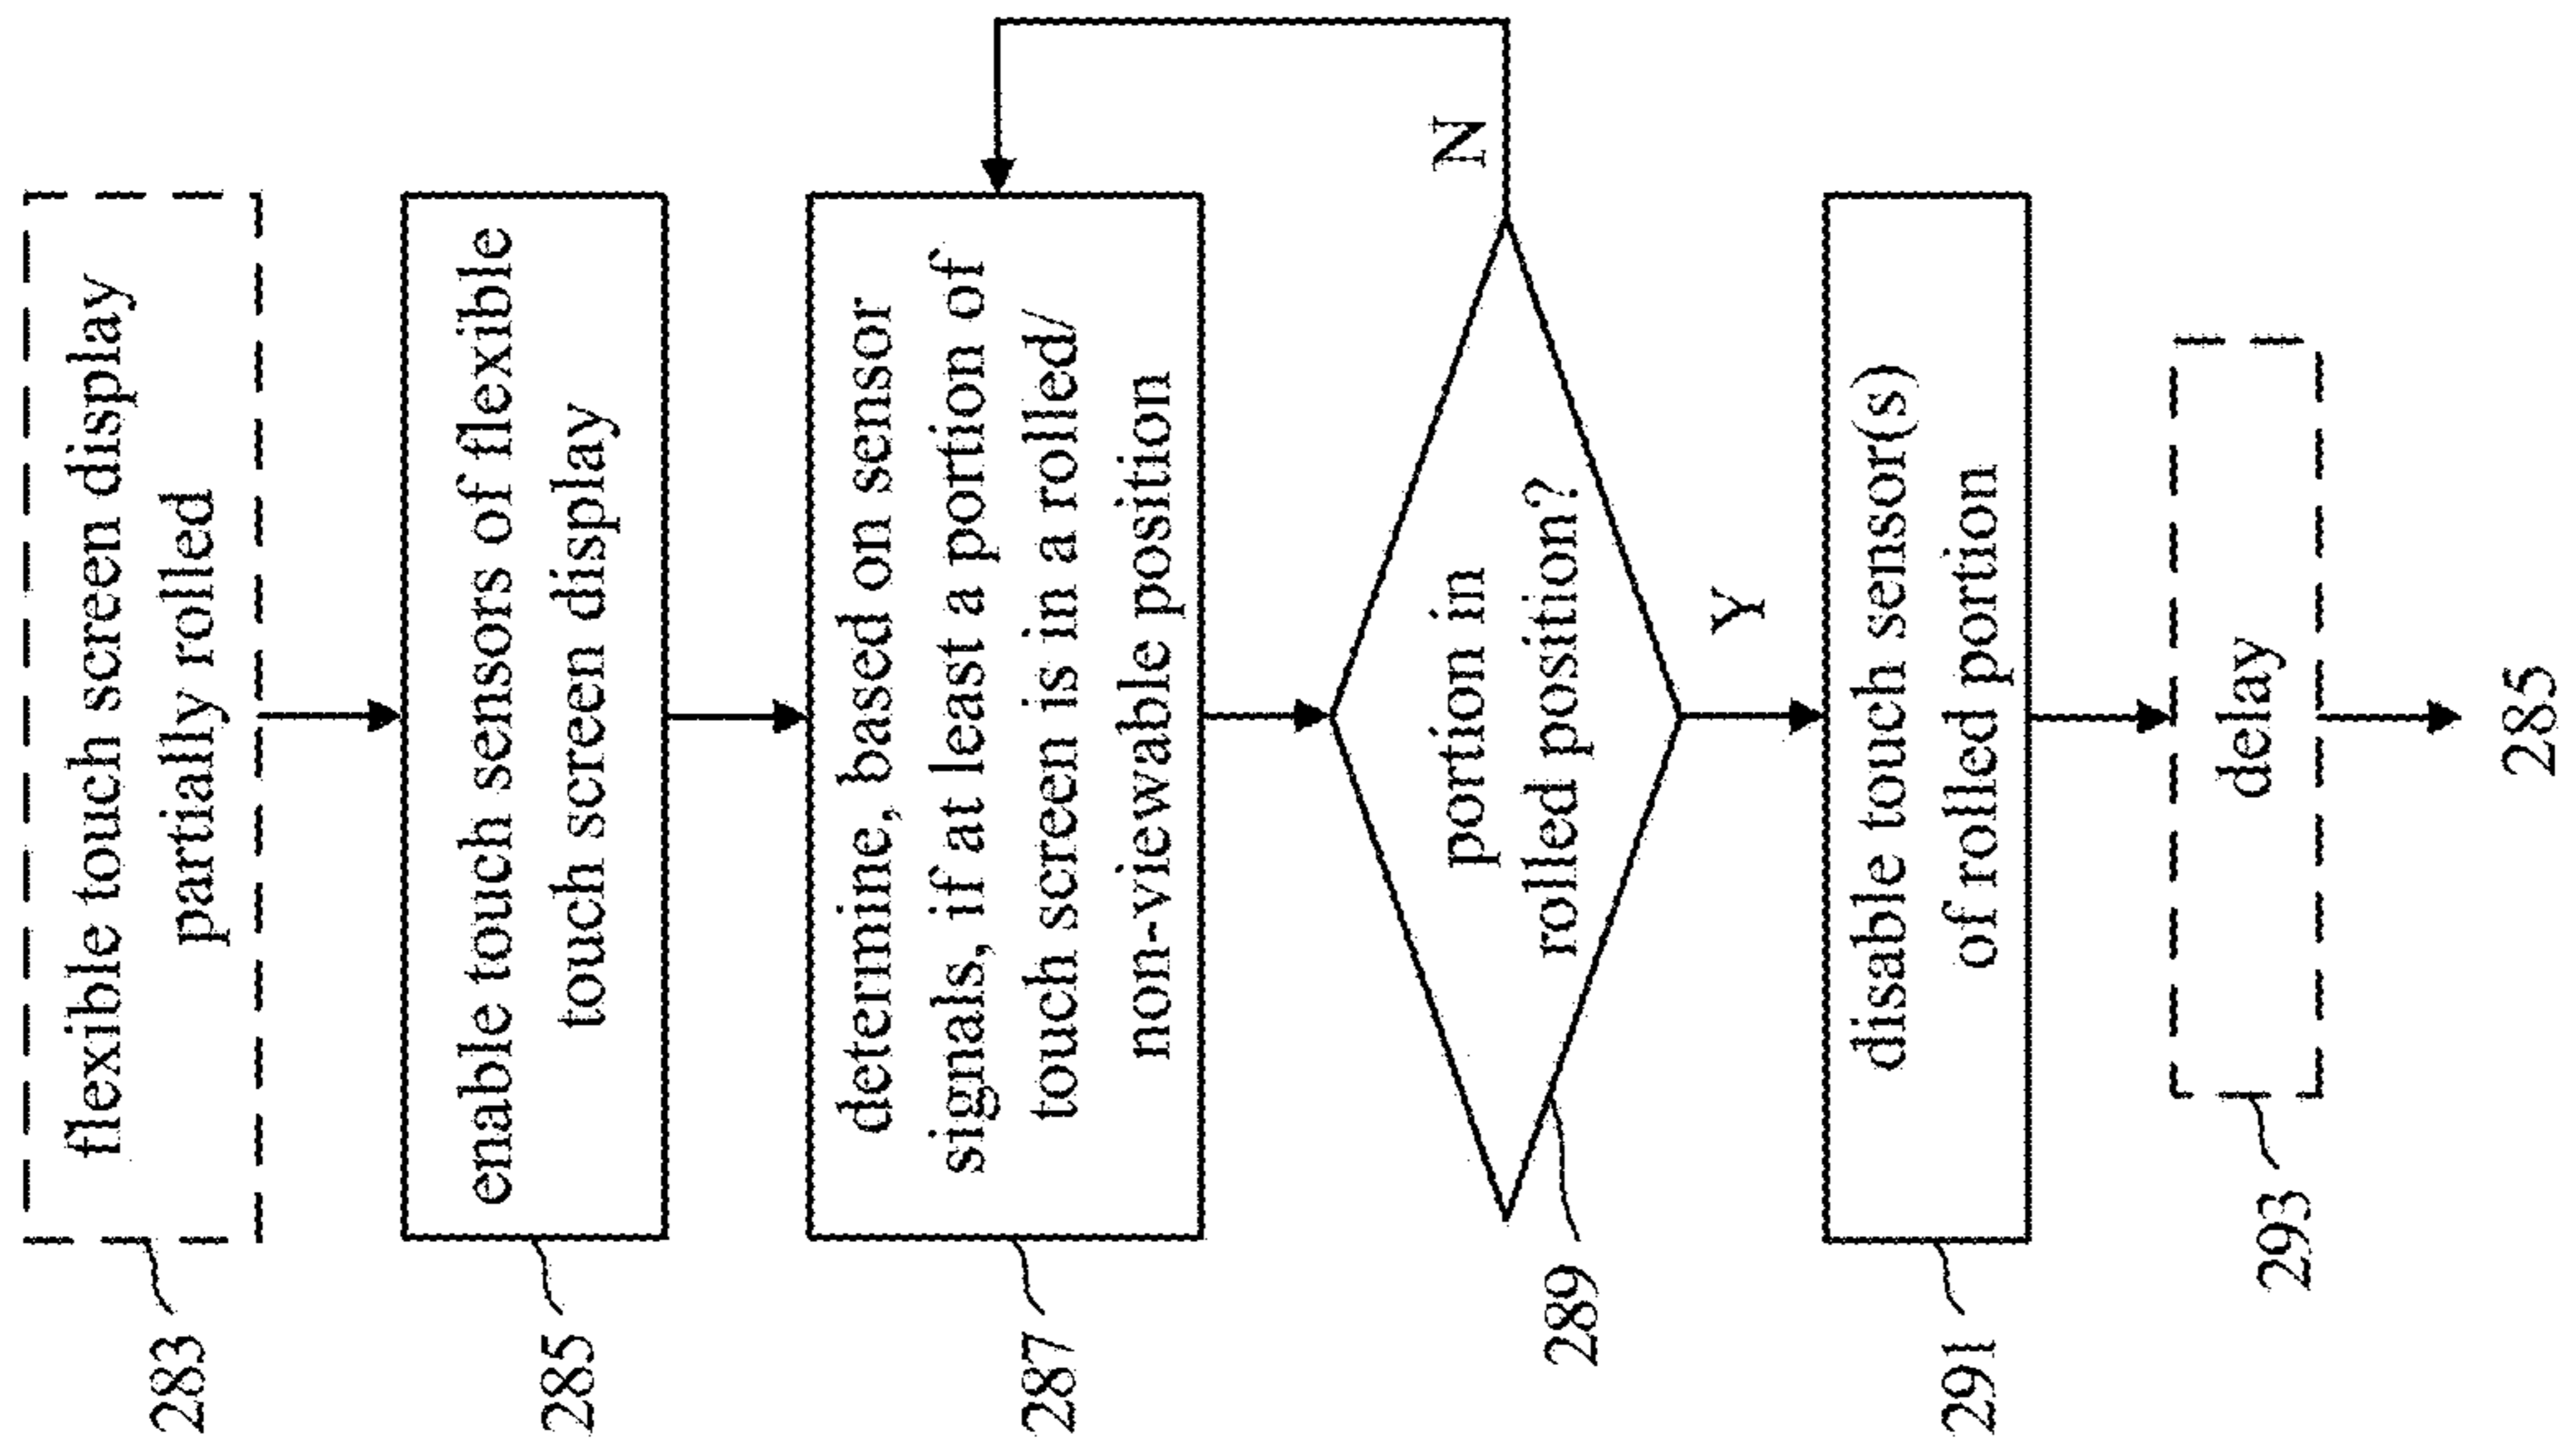 283
flexible touch screen display
partially rolled
285
enable touch sensors of flexible
touch screen display
287
determine, based on sensor
signals, if at least a portion of
touch screen is in a rolled/
non-viewable position
289
portion in
rolled position?
N
Y
291
disable touch sensor(s)
of rolled portion
293
delay
285